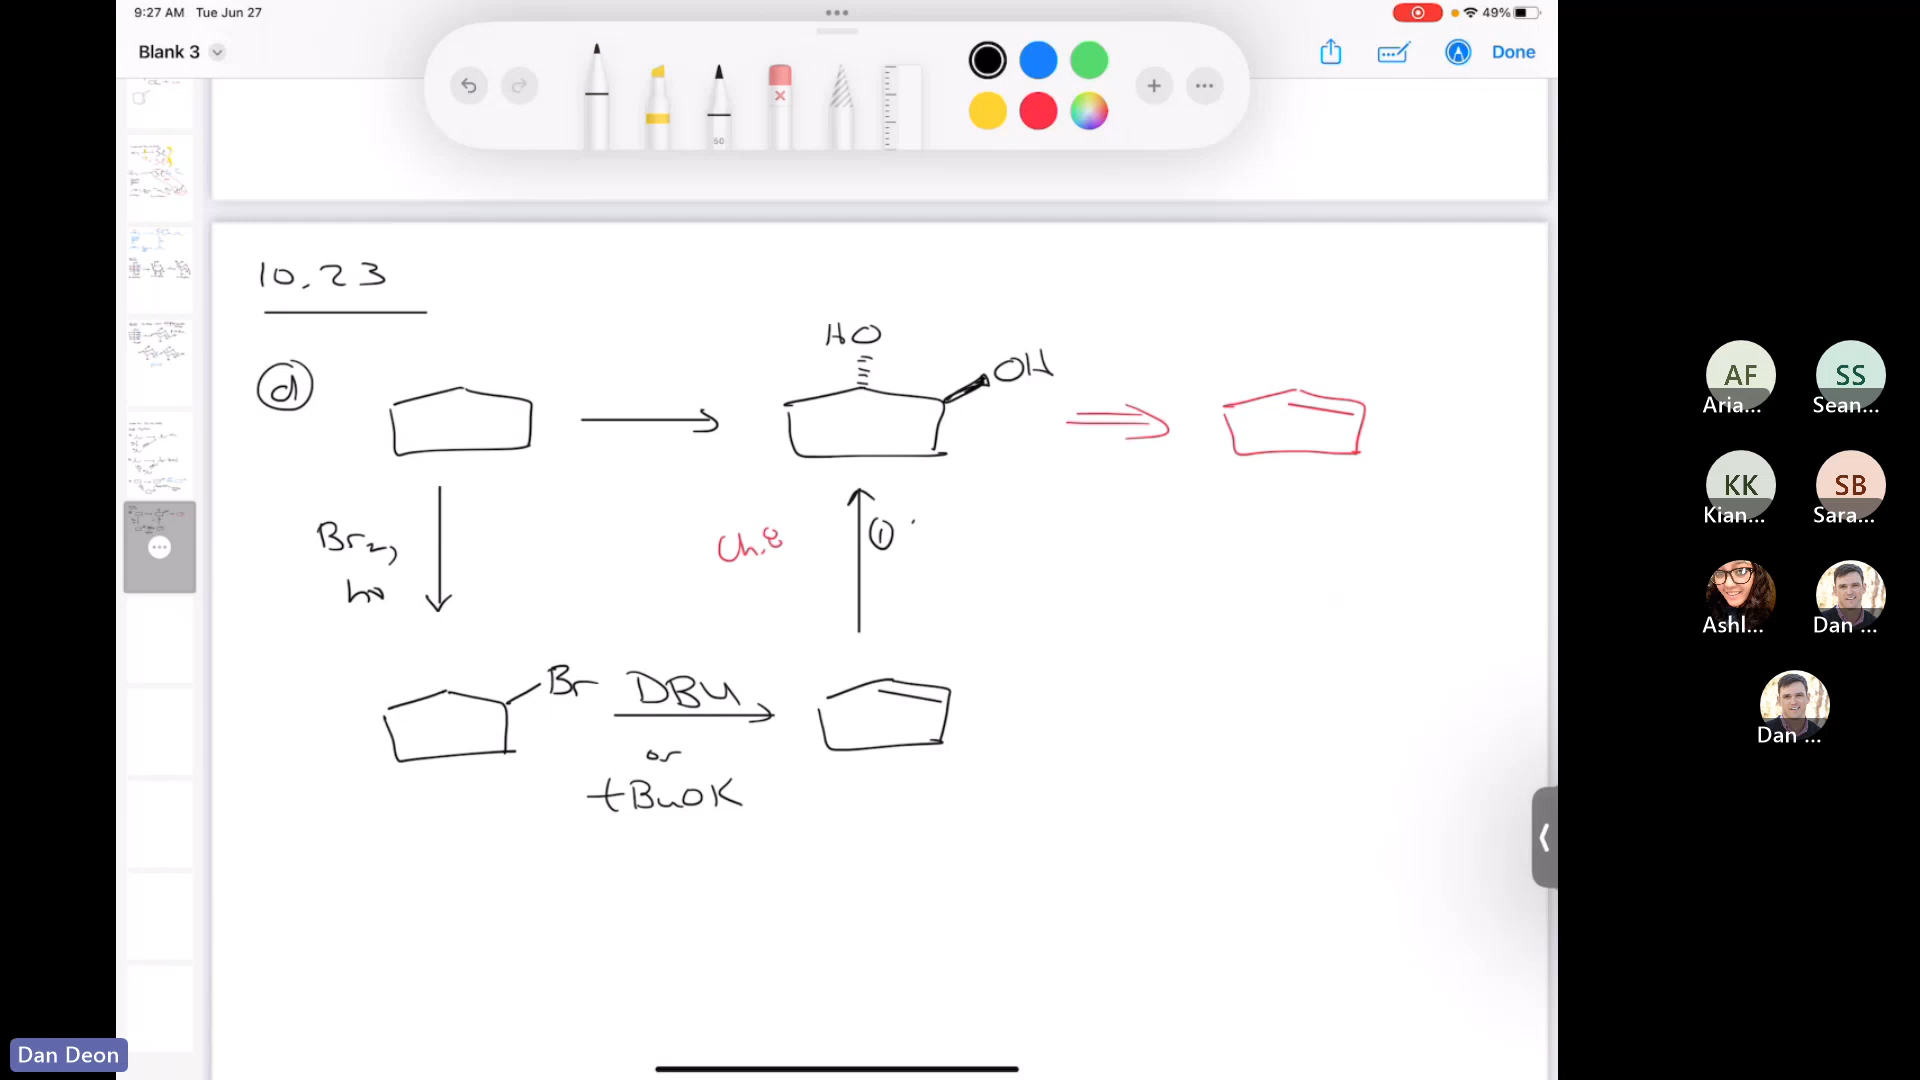 9:27 AM Tue Jun 27
49%
Blank 3
50
Done
10.23
d
HO
OH
Br2,
hν
Ch. 8
1
Br
DBU
or
tBuOK
AF
Aria...
SS
Sean...
KK
Kian...
SB
Sara...
Ashl...
Dan ...
Dan ...
Dan Deon